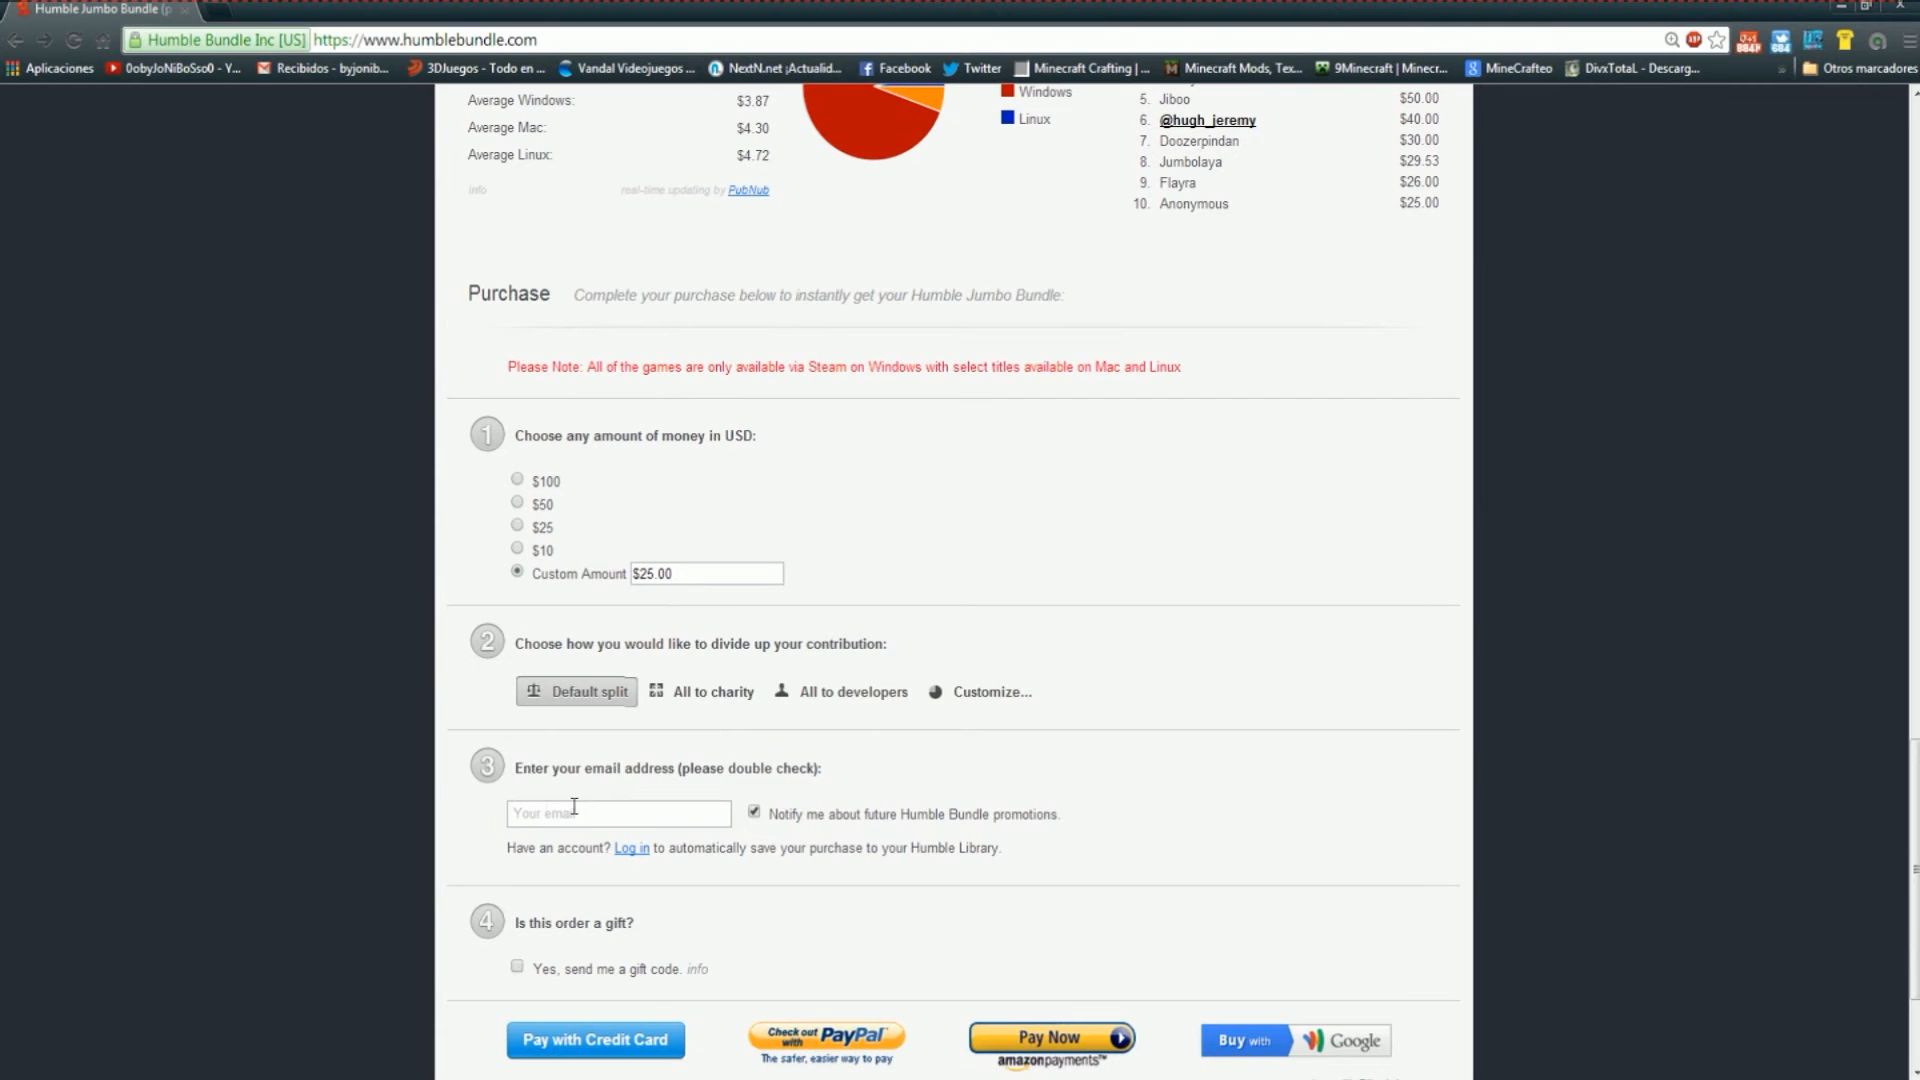 Humble Jumbo Bundle (p
Humble Bundle Inc [US] https://www.humblebundle.com
Aplicaciones 0obyJoNiBoSso0 - Y... Recibidos - byjonib... 3DJuegos - Todo en ... Vandal Videojuegos ... NextN.net ¡Actualid... Facebook Twitter Minecraft Crafting | ... Minecraft Mods, Tex... 9Minecraft | Minecr... MineCrafteo DivxTotaL - Descarg... » Otros marcadores
Average Windows: $3.87
Average Mac: $4.30
Average Linux: $4.72
info real-time updating by PubNub
Windows
Linux
5. Jiboo $50.00
6. @hugh_jeremy $40.00
7. Doozerpindan $30.00
8. Jumbolaya $29.53
9. Flayra $26.00
10. Anonymous $25.00
Purchase Complete your purchase below to instantly get your Humble Jumbo Bundle:
Please Note: All of the games are only available via Steam on Windows with select titles available on Mac and Linux
1 Choose any amount of money in USD:
$100
$50
$25
$10
Custom Amount $25.00
2 Choose how you would like to divide up your contribution:
Default split All to charity All to developers Customize...
3 Enter your email address (please double check):
Your email Notify me about future Humble Bundle promotions.
Have an account? Log in to automatically save your purchase to your Humble Library.
4 Is this order a gift?
Yes, send me a gift code. info
Pay with Credit Card
Check out with PayPal
The safer, easier way to pay
Pay Now
amazonpayments™
Buy with Google